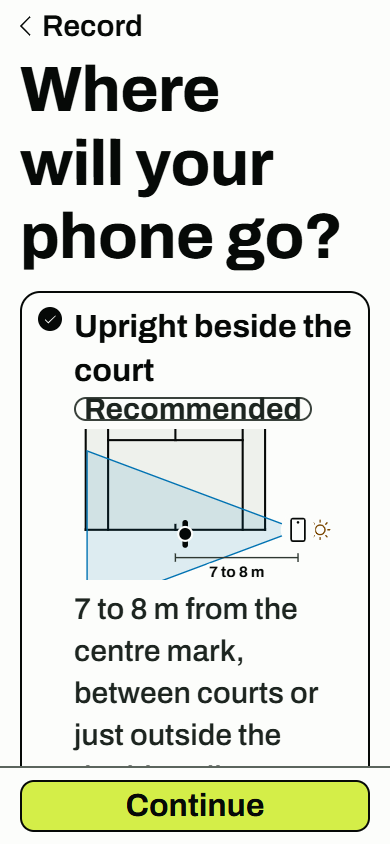 Record
Where
will your
phone go?
Upright beside the
court
Recommended
7 to 8 m
7 to 8 m from the
centre mark,
between courts or
just outside the
Continue